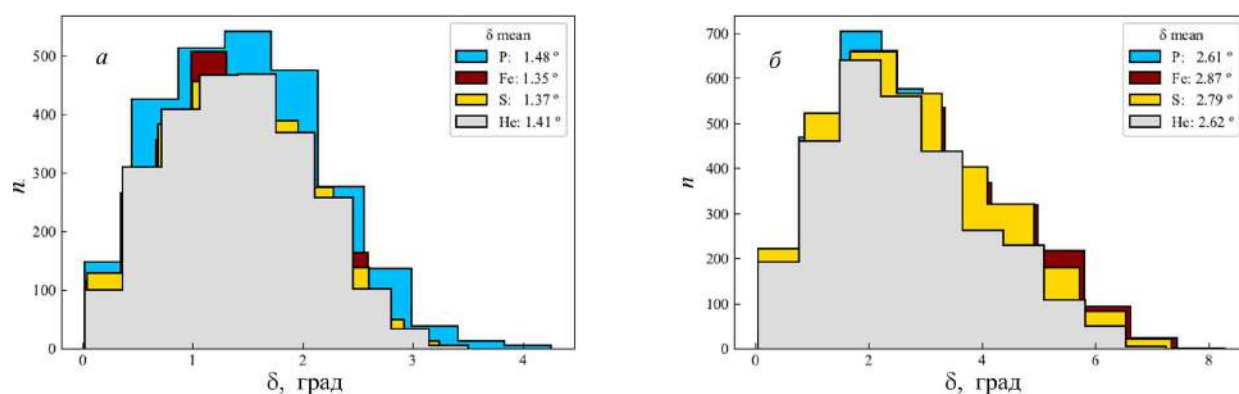 а
δ mean
P: 1.48 °
Fe: 1.35 °
S: 1.37 °
He: 1.41 °
n
500
400
300
200
100
0
0 1 2 3 4
δ, град
б
δ mean
P: 2.61 °
Fe: 2.87 °
S: 2.79 °
He: 2.62 °
n
700
600
500
400
300
200
100
0
0 2 4 6 8
δ, град